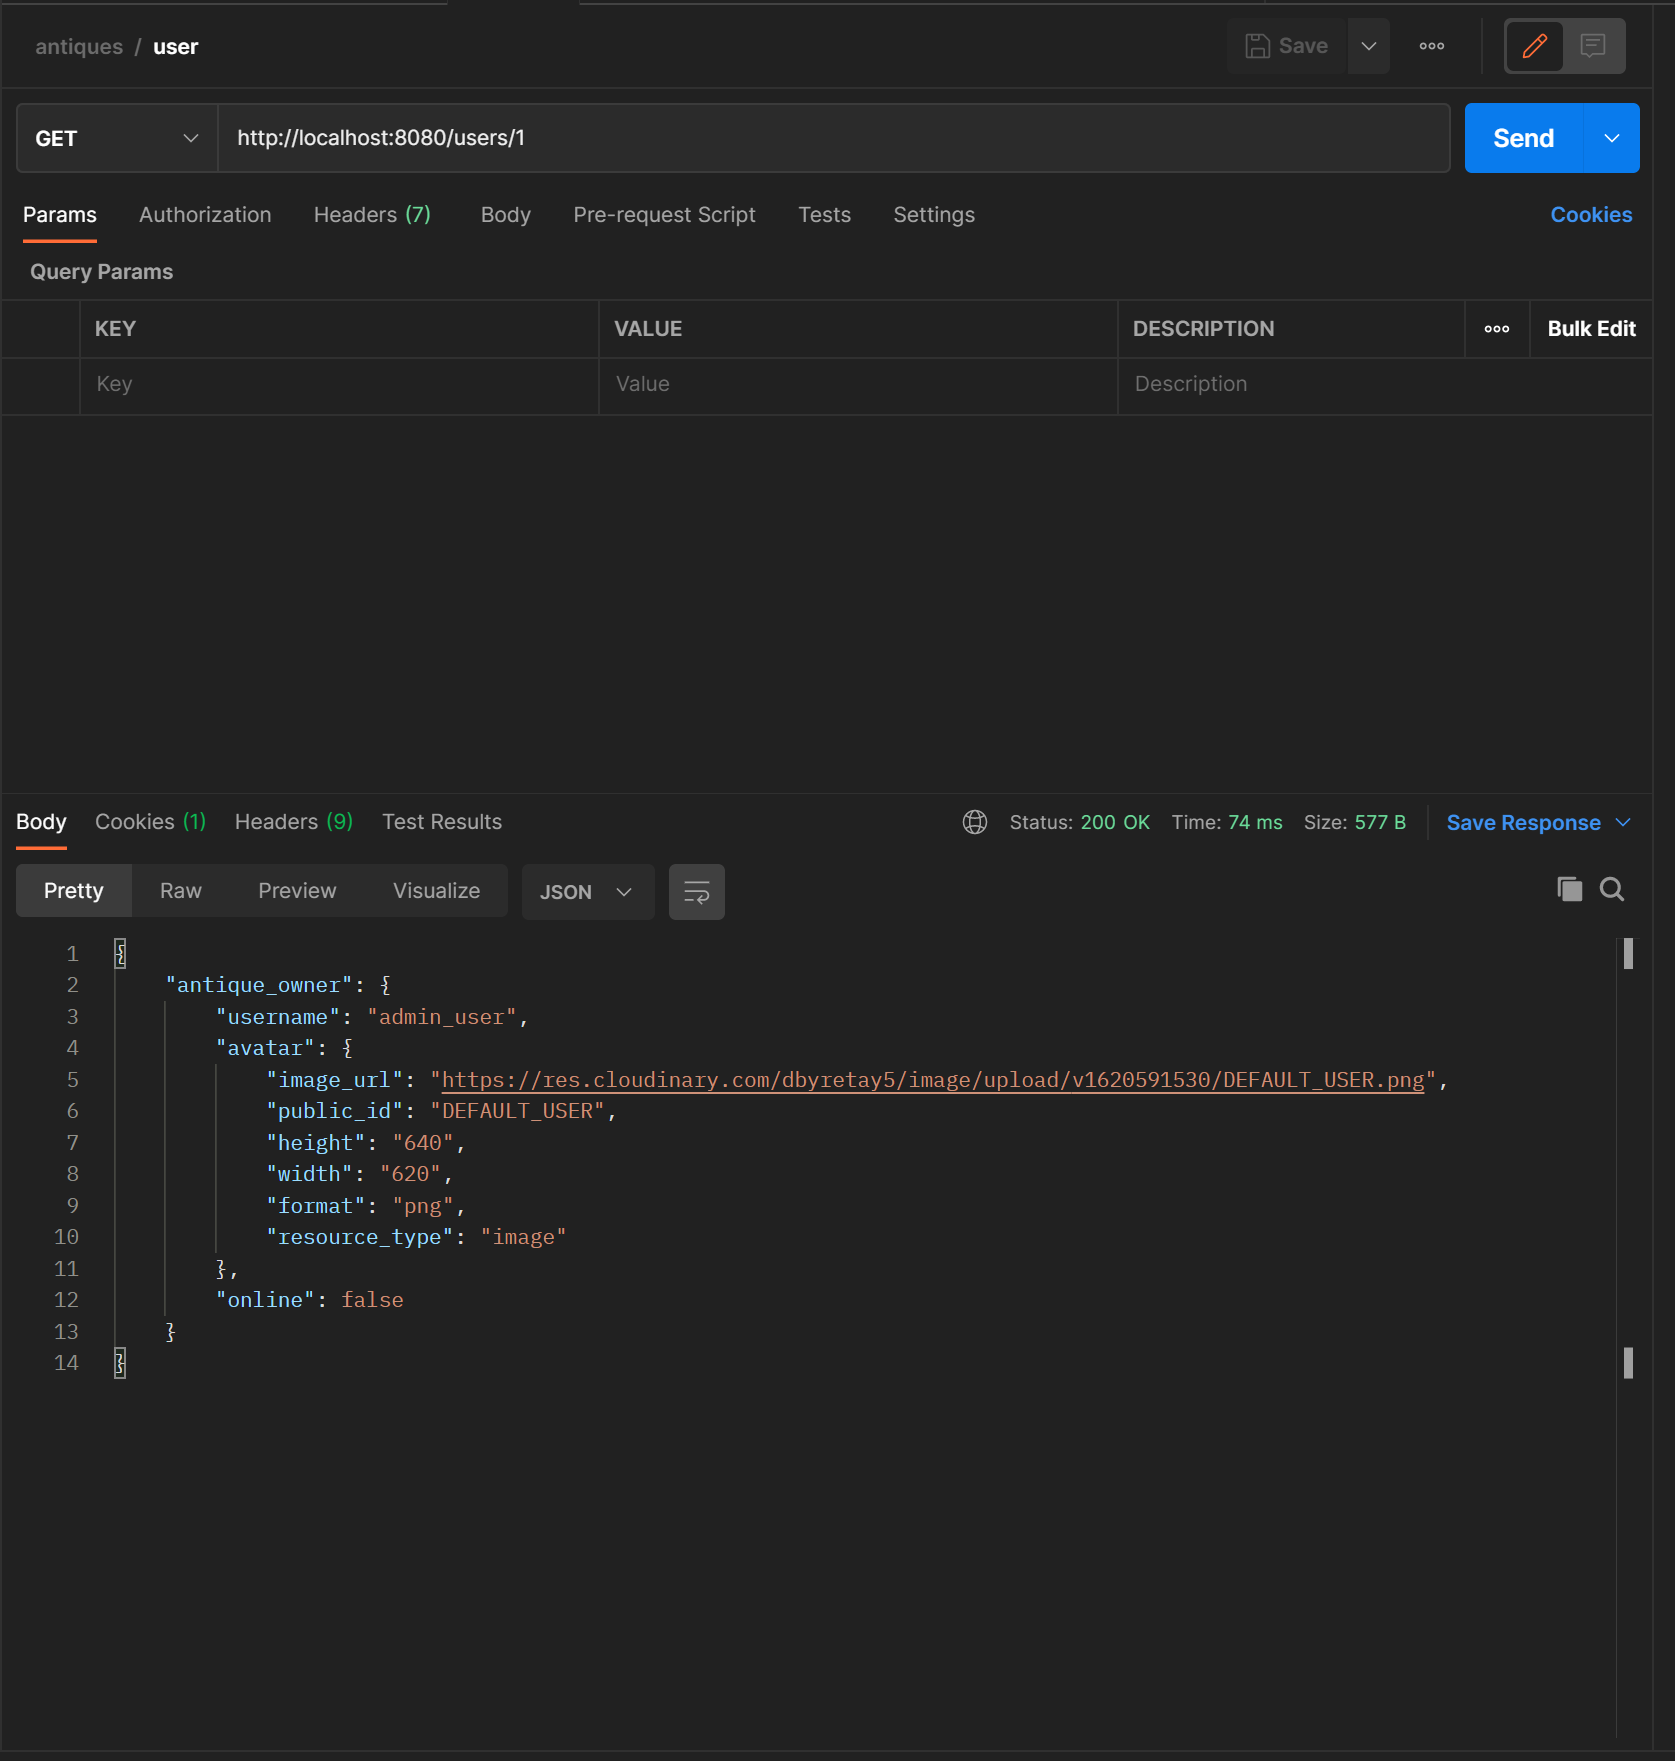 antiques / user Save
GET http://localhost:8080/users/1 Send
Params Authorization Headers (7) Body Pre-request Script Tests Settings Cookies
Query Params
KEY VALUE DESCRIPTION Bulk Edit
Key Value Description
Body Cookies (1) Headers (9) Test Results Status: 200 OK Time: 74 ms Size: 577 B Save Response
Pretty Raw Preview Visualize JSON
1 {
2 "antique_owner": {
3 "username": "admin_user",
4 "avatar": {
5 "image_url": "https://res.cloudinary.com/dbyretay5/image/upload/v1620591530/DEFAULT_USER.png",
6 "public_id": "DEFAULT_USER",
7 "height": "640",
8 "width": "620",
9 "format": "png",
10 "resource_type": "image"
11 },
12 "online": false
13 }
14 }